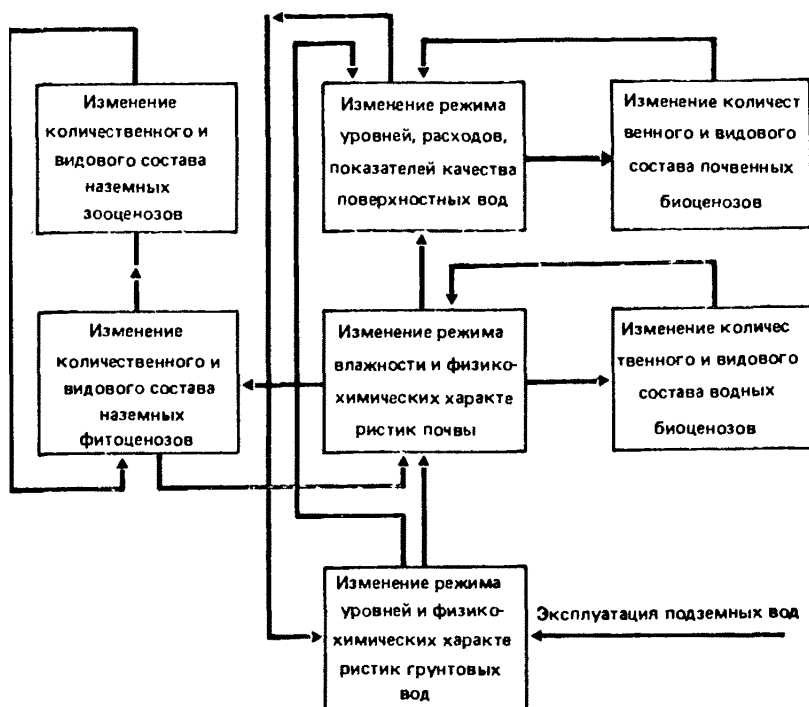 Изменение
количественного и
видового состава
наземных
зооценозов
Изменение режима
уровней, расходов,
показателей качества
поверхностных вод
Изменение количест
венного и видового
состава почвенных
биоценозов
Изменение
количественного и
видового состава
наземных
фитоценозов
Изменение режима
влажности и физико-
химических характе
ристик почвы
Изменение количес
твенного и видового
состава водных
биоценозов
Изменение режима
уровней и физико-
химических характе
ристик грунтовых
вод
Эксплуатация подземных вод